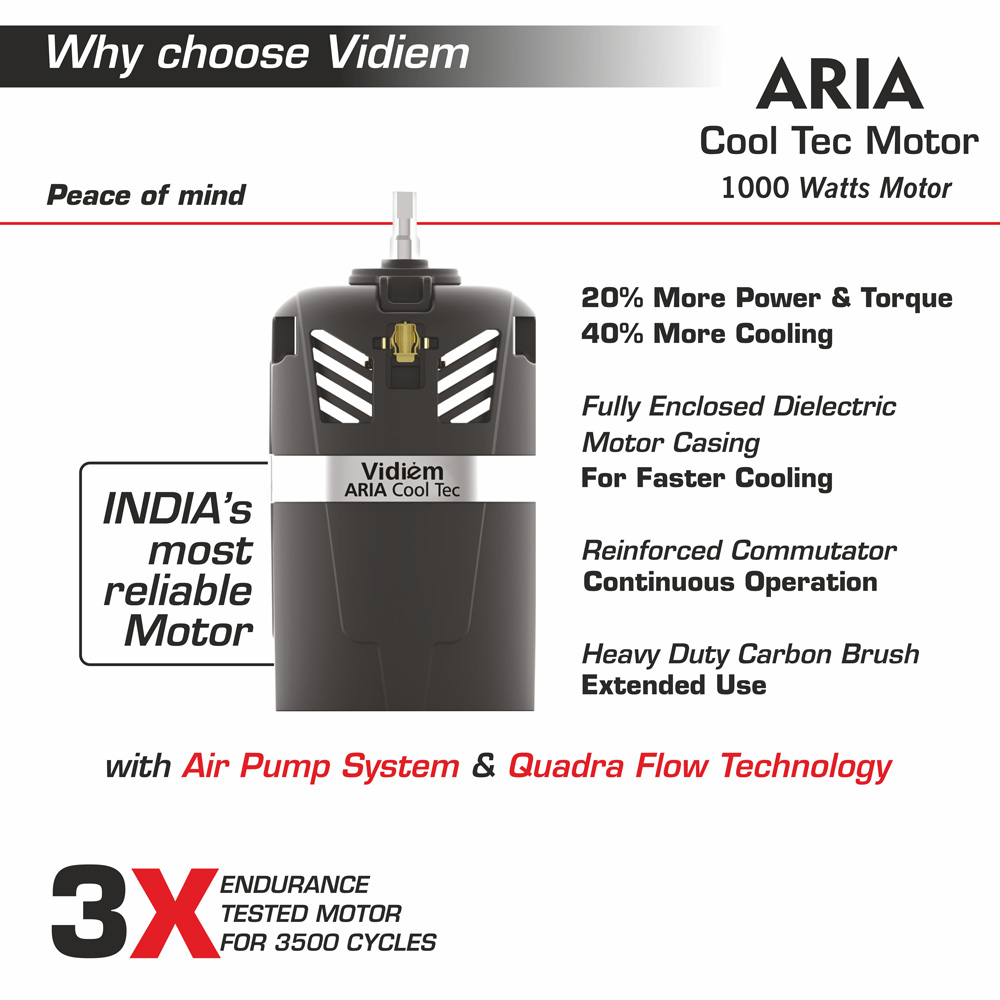 Why choose Vidiem
ARIA
Cool Tec Motor
1000 Watts Motor
Peace of mind
20% More Power & Torque
40% More Cooling
Fully Enclosed Dielectric
Motor Casing
For Faster Cooling
Vidiem
ARIA Cool Tec
INDIA's
most
reliable
Motor
Reinforced Commutator
Continuous Operation
Heavy Duty Carbon Brush
Extended Use
with Air Pump System & Quadra Flow Technology
3X
ENDURANCE
TESTED MOTOR
FOR 3500 CYCLES